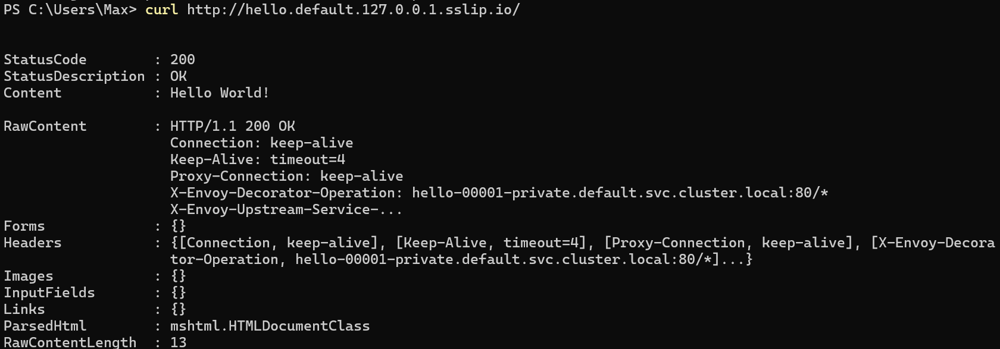 PS C:\Users\Max> curl http://hello.default.127.0.0.1.sslip.io/
StatusCode        : 200
StatusDescription : OK
Content           : Hello World!
RawContent        : HTTP/1.1 200 OK
                    Connection: keep-alive
                    Keep-Alive: timeout=4
                    Proxy-Connection: keep-alive
                    X-Envoy-Decorator-Operation: hello-00001-private.default.svc.cluster.local:80/*
                    X-Envoy-Upstream-Service-...
Forms             : {}
Headers           : {[Connection, keep-alive], [Keep-Alive, timeout=4], [Proxy-Connection, keep-alive], [X-Envoy-Decora
                    tor-Operation, hello-00001-private.default.svc.cluster.local:80/*]...}
Images            : {}
InputFields       : {}
Links             : {}
ParsedHtml        : mshtml.HTMLDocumentClass
RawContentLength  : 13